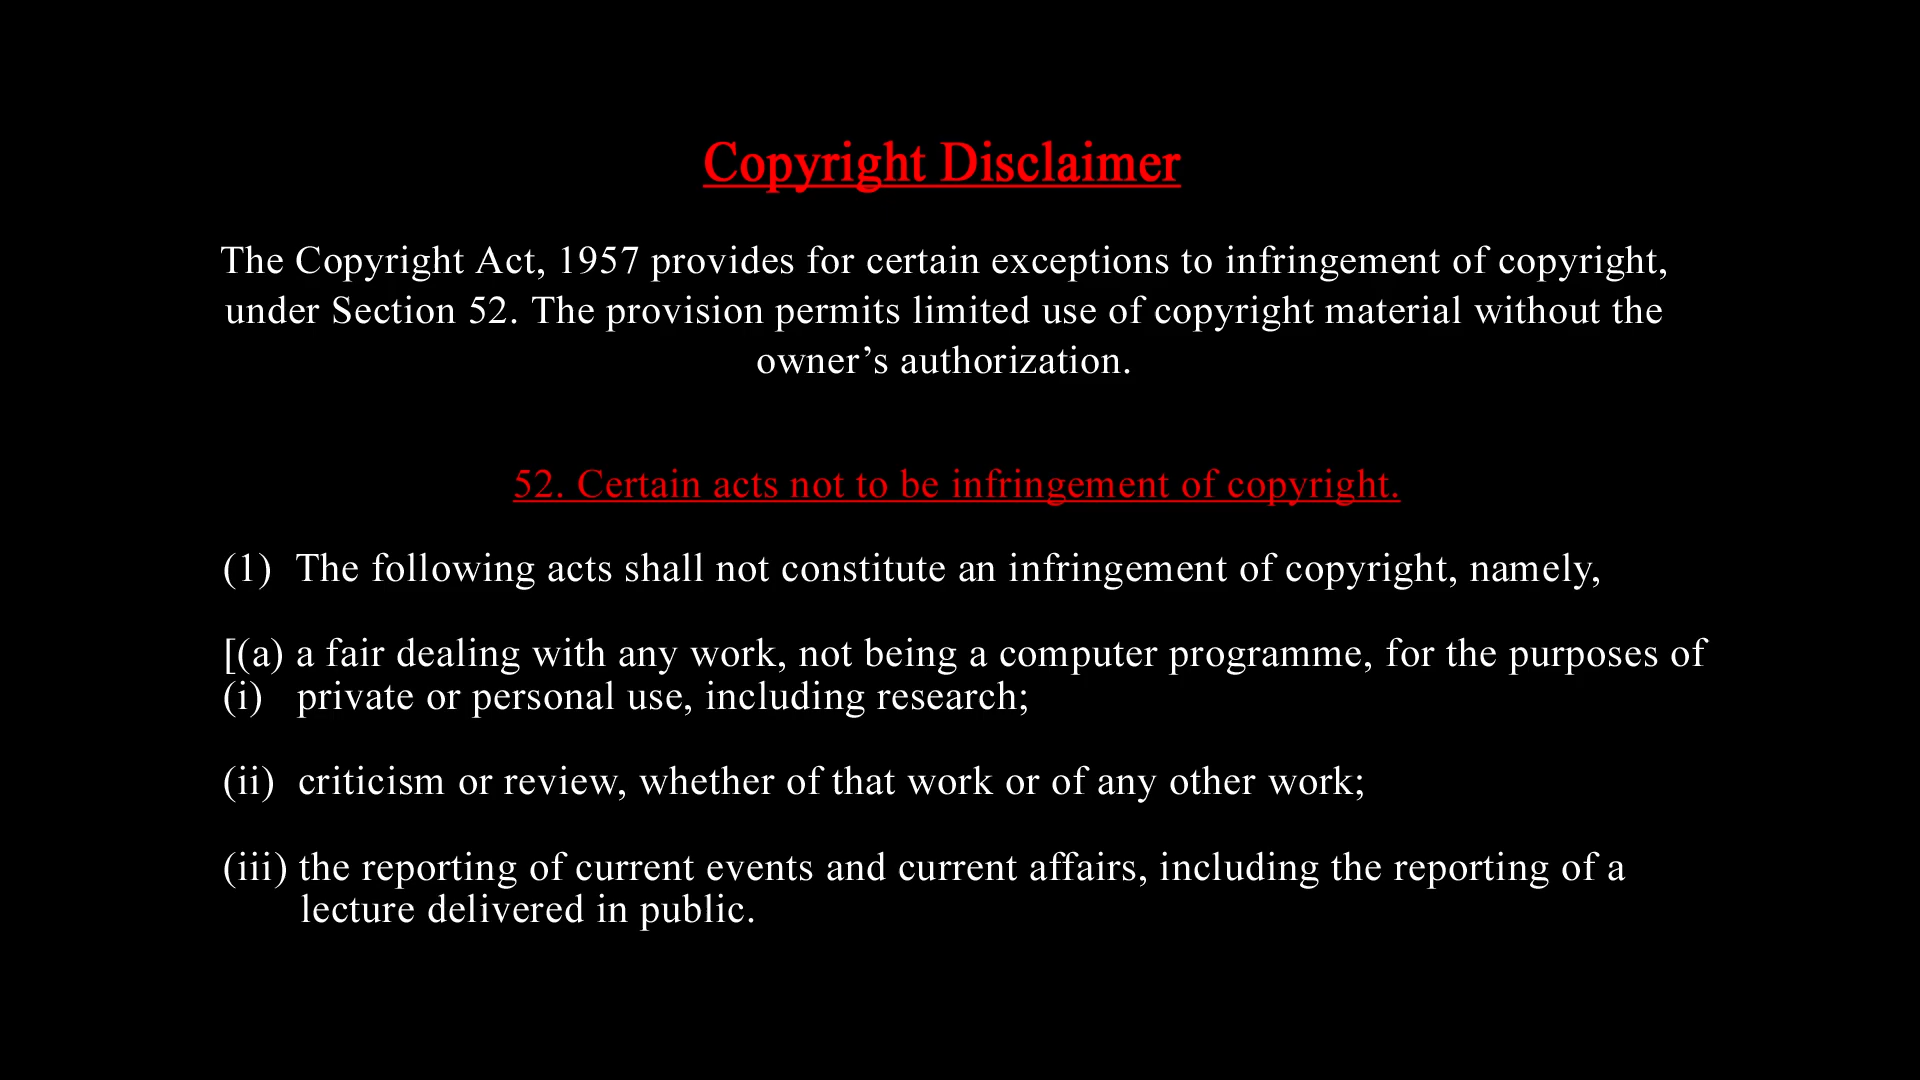 Copyright Disclaimer
The Copyright Act, 1957 provides for certain exceptions to infringement of copyright,
under Section 52. The provision permits limited use of copyright material without the
owner’s authorization.
52. Certain acts not to be infringement of copyright.
(1) The following acts shall not constitute an infringement of copyright, namely,
[(a) a fair dealing with any work, not being a computer programme, for the purposes of
(i) private or personal use, including research;
(ii) criticism or review, whether of that work or of any other work;
(iii) the reporting of current events and current affairs, including the reporting of a
lecture delivered in public.